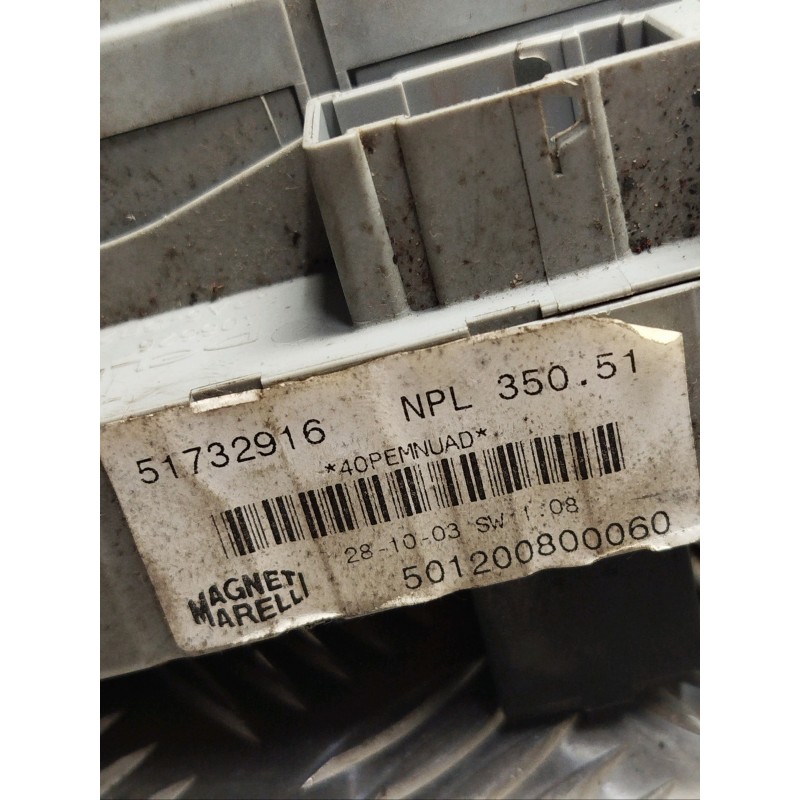 51732916 NPL 350.51
*40PEMNUAD*
28-10-03 SW 1.08
501200800060
MAGNETI
MARELLI